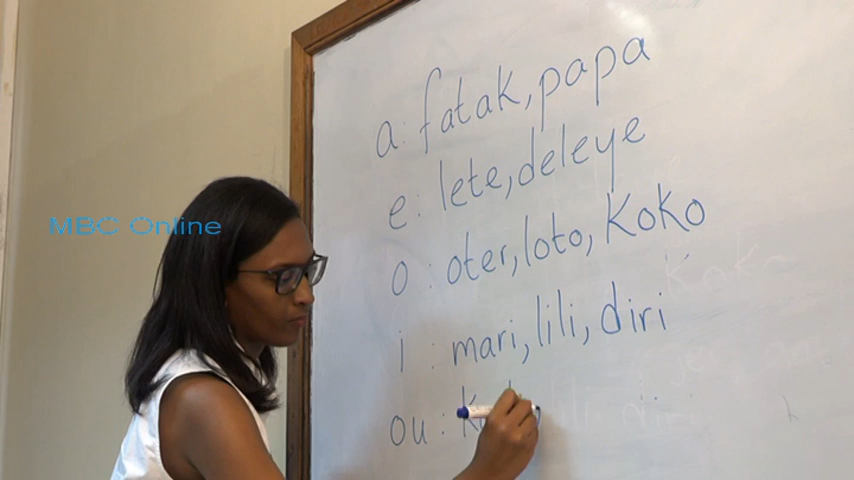 a: fatak, papa
e: lete, deleye
o: oter, loto, Koko
i: mari, lili, diri
ou:
MBC Online